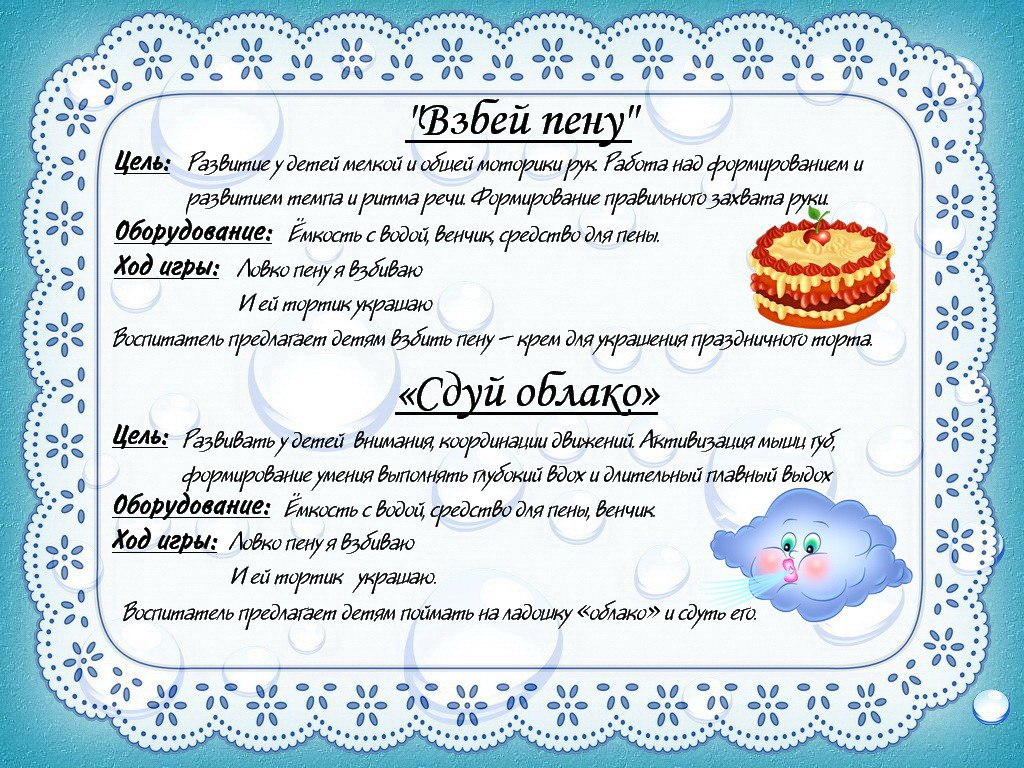 "Взбей пену"
Цель: Развитие у детей мелкой и общей моторики рук. Работа над формированием и
развитием темпа и ритма речи. Формирование правильного захвата руки.
Оборудование: Ёмкость с водой, венчик, средство для пены.
Ход игры: Ловко пену я взбиваю
И ей тортик украшаю
Воспитатель предлагает детям взбить пену – крем для украшения праздничного торта.
«Сдуй облако»
Цель: Развивать у детей внимания, координации движений. Активизация мышц губ,
формирование умения выполнять глубокий вдох и длительный плавный выдох
Оборудование: Ёмкость с водой, средство для пены, венчик
Ход игры: Ловко пену я взбиваю
И ей тортик украшаю.
Воспитатель предлагает детям поймать на ладошку «облако» и сдуть его.